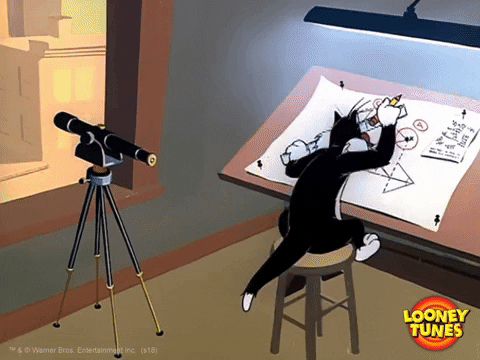 LOONEY
TUNES
™ & © Warner Bros. Entertainment Inc. (s18)